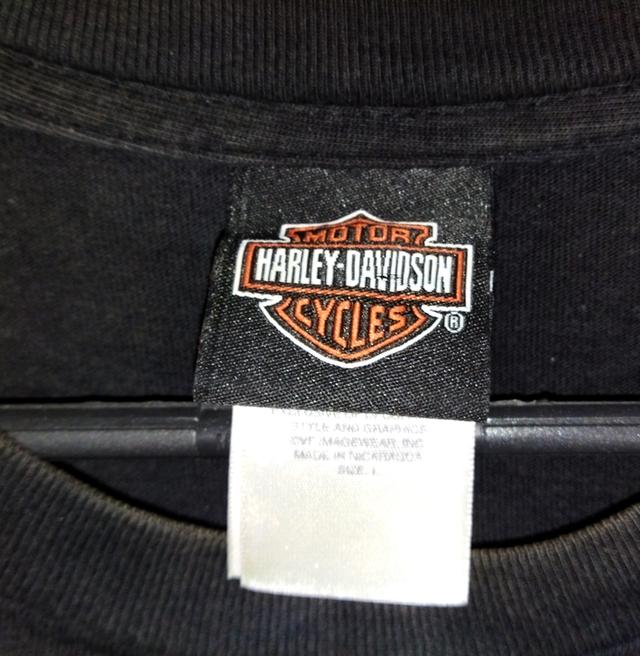 MOTOR
HARLEY-DAVIDSON
CYCLES
®
STYLE AND GRAPHICS
MADE IN NICARAGUA
SIZE: L